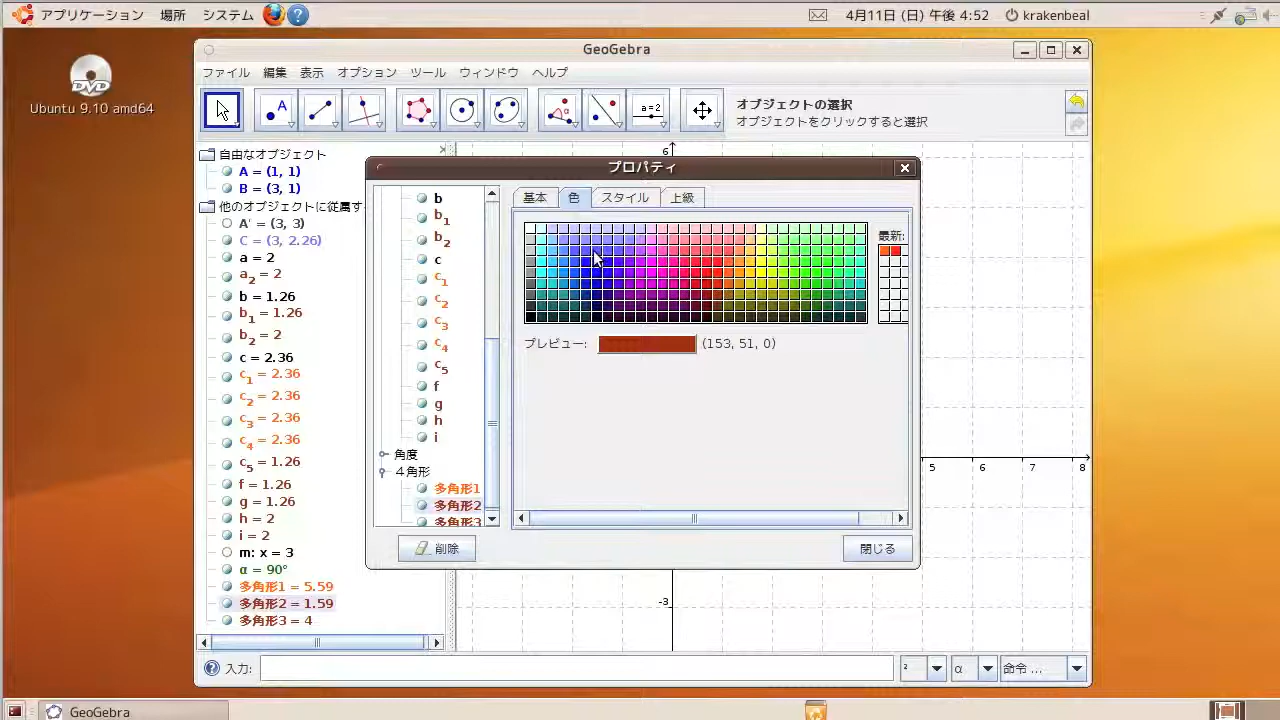 アプリケーション 場所 システム
4月11日 (日) 午後 4:52 krakenbeal
Ubuntu 9.10 amd64
GeoGebra
ファイル 編集 表示 オプション ツール ウィンドウ ヘルプ
A
α
a=2
オブジェクトの選択
オブジェクトをクリックすると選択
自由なオブジェクト
A = (1, 1)
B = (3, 1)
他のオブジェクトに従属す
A' = (3, 3)
C = (3, 2.26)
a = 2
a2 = 2
b = 1.26
b1 = 1.26
b2 = 2
c = 2.36
c1 = 2.36
c2 = 2.36
c3 = 2.36
c4 = 2.36
c5 = 1.26
f = 1.26
g = 1.26
h = 2
i = 2
m: x = 3
α = 90°
多角形1 = 5.59
多角形2 = 1.59
多角形3 = 4
6
プロパティ
b
b1
b2
c
c1
c2
c3
c4
c5
f
g
h
i
角度
4角形
多角形1
多角形2
多角形3
基本 色 スタイル 上級
最新:
プレビュー: (153, 51, 0)
削除 閉じる
5 6 7 8
-3
入力: ² α 命令 ...
GeoGebra